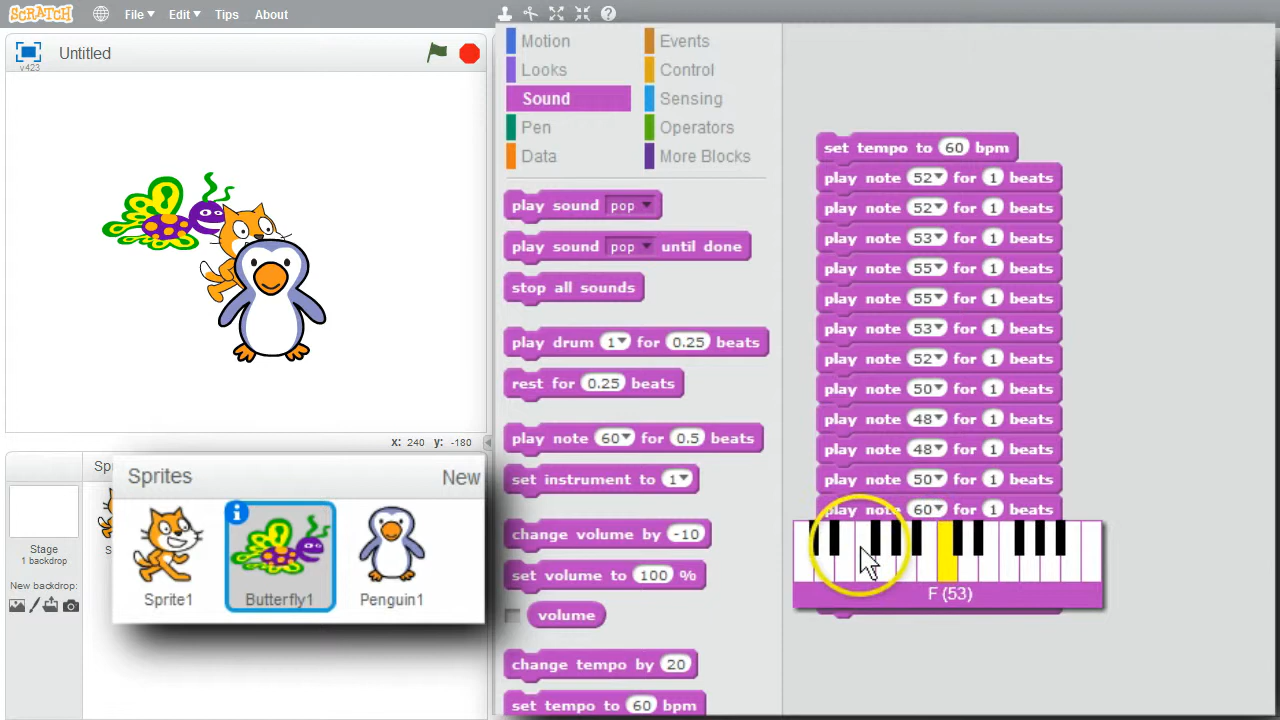 SCRATCH File Edit Tips About
Untitled
v423
x: 240 y: -180
Sp
Sprites New
S
Stage
1 backdrop
New backdrop:
Sprite1 Butterfly1 Penguin1
Motion Events
Looks Control
Sound Sensing
Pen Operators
Data More Blocks
play sound pop
play sound pop until done
stop all sounds
play drum 1 for 0.25 beats
rest for 0.25 beats
play note 60 for 0.5 beats
set instrument to 1
change volume by -10
set volume to 100 %
volume
change tempo by 20
set tempo to 60 bpm
set tempo to 60 bpm
play note 52 for 1 beats
play note 52 for 1 beats
play note 53 for 1 beats
play note 55 for 1 beats
play note 55 for 1 beats
play note 53 for 1 beats
play note 52 for 1 beats
play note 50 for 1 beats
play note 48 for 1 beats
play note 48 for 1 beats
play note 50 for 1 beats
play note 60 for 1 beats
F (53)